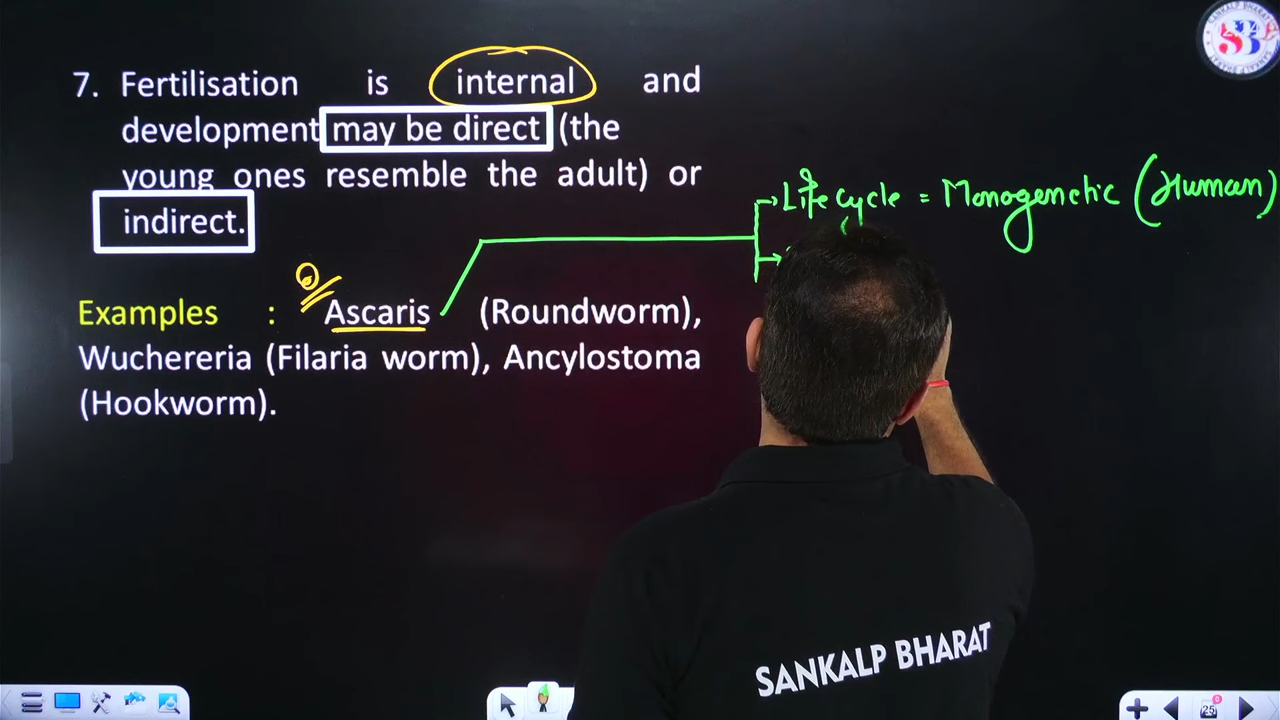 7. Fertilisation is internal and
development may be direct (the
young ones resemble the adult) or
indirect.
Life cycle = Monogenetic (Human)
Examples : Ascaris (Roundworm),
Wuchereria (Filaria worm), Ancylostoma
(Hookworm).
SANKALP BHARAT
25